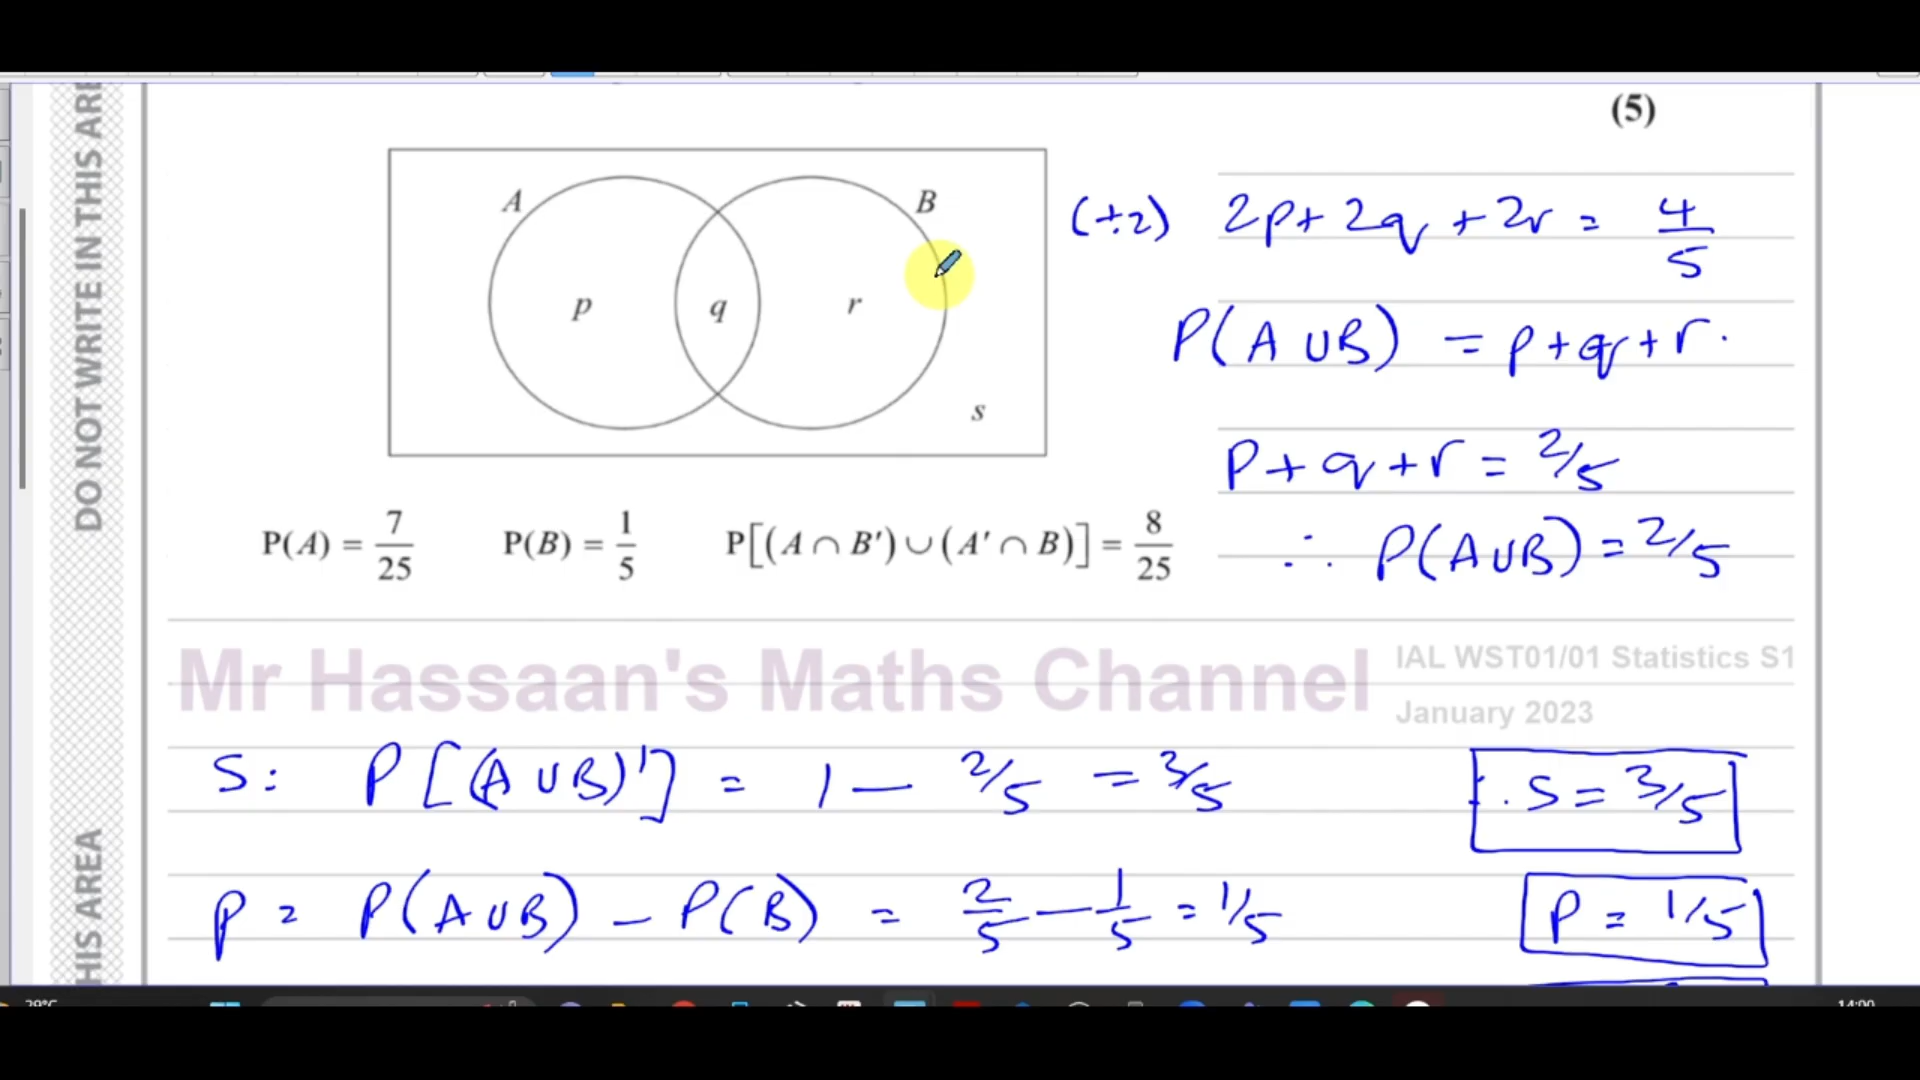 (5)
DO NOT WRITE IN THIS ARE
A
B
p
q
r
s
(÷2) 2p+ 2q + 2r = 4/5
P(A ∪ B) = p+q+r.
p+q+r = 2/5
∴ P(A∪B) = 2/5
P(A) = 7/25 P(B) = 1/5 P[(A ∩ B′) ∪ (A′ ∩ B)] = 8/25
Mr Hassaan's Maths Channel
IAL WST01/01 Statistics S1
January 2023
S: P[(A ∪ B)'] = 1 − 2/5 = 3/5
∴ S = 3/5
HIS AREA
P = P(A ∪ B) − P(B) = 2/5 − 1/5 = 1/5
P = 1/5